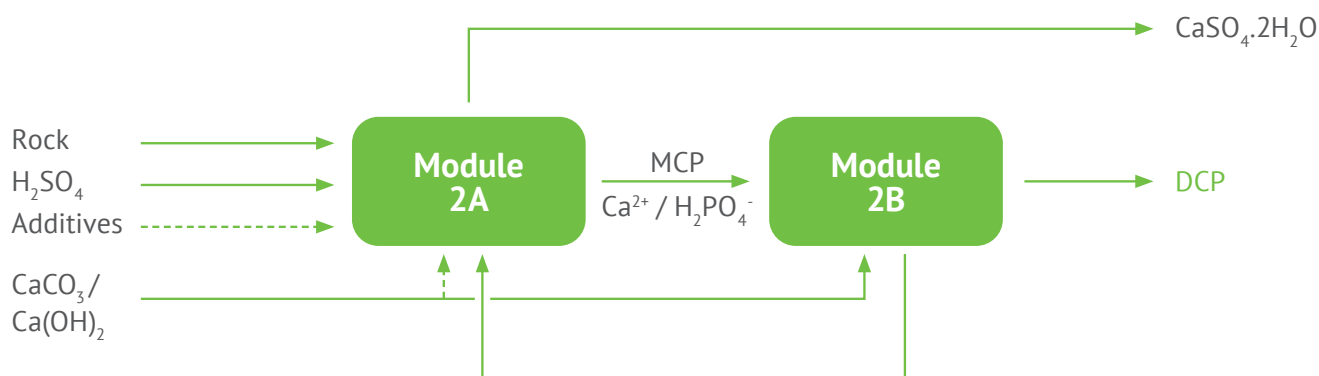 CaSO₄.2H₂O
Rock
H₂SO₄
Additives
CaCO₃/
Ca(OH)₂
Module
2A
MCP
Ca²⁺ / H₂PO₄⁻
Module
2B
DCP